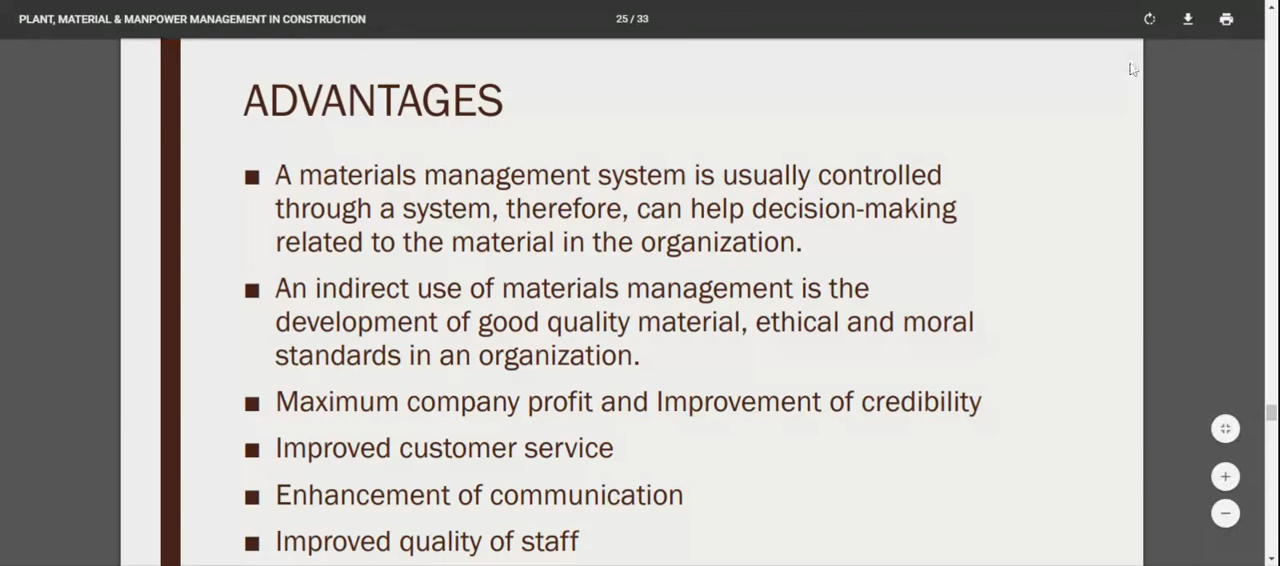 PLANT, MATERIAL & MANPOWER MANAGEMENT IN CONSTRUCTION
25 / 33
ADVANTAGES
■ A materials management system is usually controlled
through a system, therefore, can help decision-making
related to the material in the organization.
■ An indirect use of materials management is the
development of good quality material, ethical and moral
standards in an organization.
■ Maximum company profit and Improvement of credibility
■ Improved customer service
■ Enhancement of communication
■ Improved quality of staff